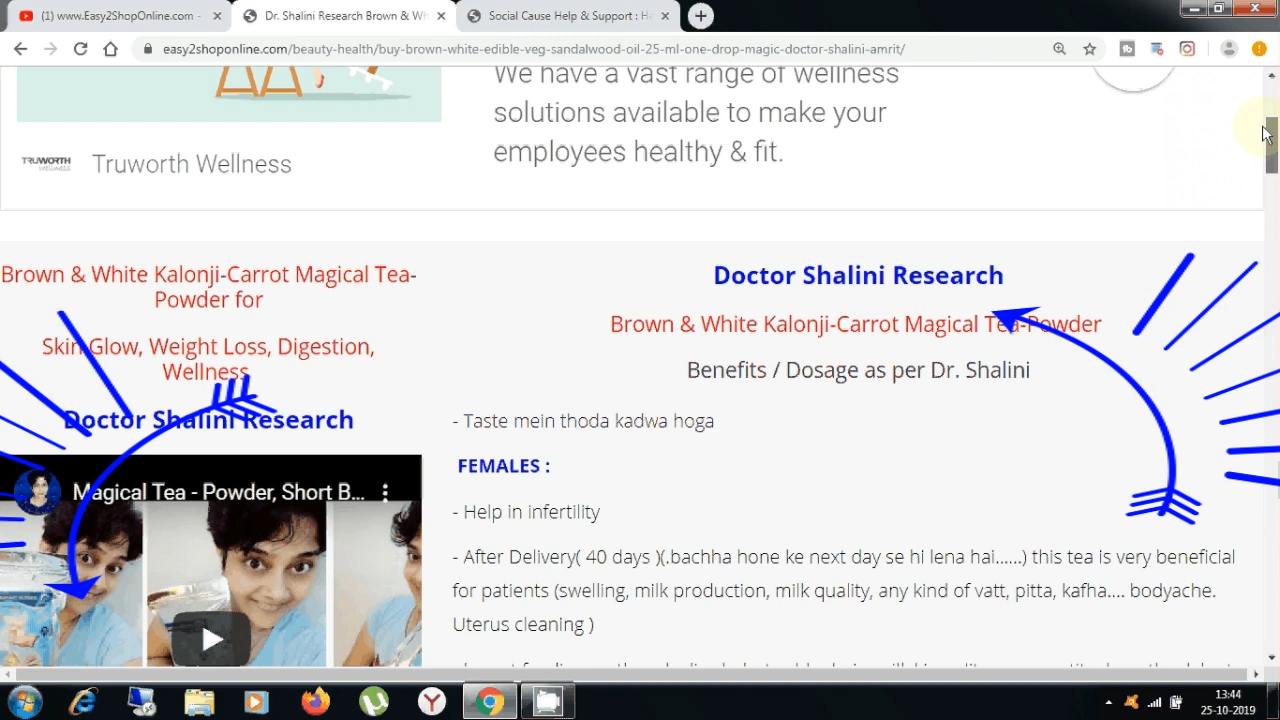 (1) www.Easy2ShopOnline.com -
Dr. Shalini Research Brown & Wh
Social Cause Help & Support : He
easy2shoponline.com/beauty-health/buy-brown-white-edible-veg-sandalwood-oil-25-ml-one-drop-magic-doctor-shalini-amrit/
We have a vast range of wellness
solutions available to make your
employees healthy & fit.
TRUWORTH
Truworth Wellness
Brown & White Kalonji-Carrot Magical Tea-
Powder for
Skin Glow, Weight Loss, Digestion,
Wellness
Doctor Shalini Research
Magical Tea - Powder, Short B...
Doctor Shalini Research
Brown & White Kalonji-Carrot Magical Tea-Powder
Benefits / Dosage as per Dr. Shalini
- Taste mein thoda kadwa hoga
FEMALES :
- Help in infertility
- After Delivery( 40 days )(.bachha hone ke next day se hi lena hai......) this tea is very beneficial
for patients (swelling, milk production, milk quality, any kind of vatt, pitta, kafha.... bodyache.
Uterus cleaning )
13:44
25-10-2019